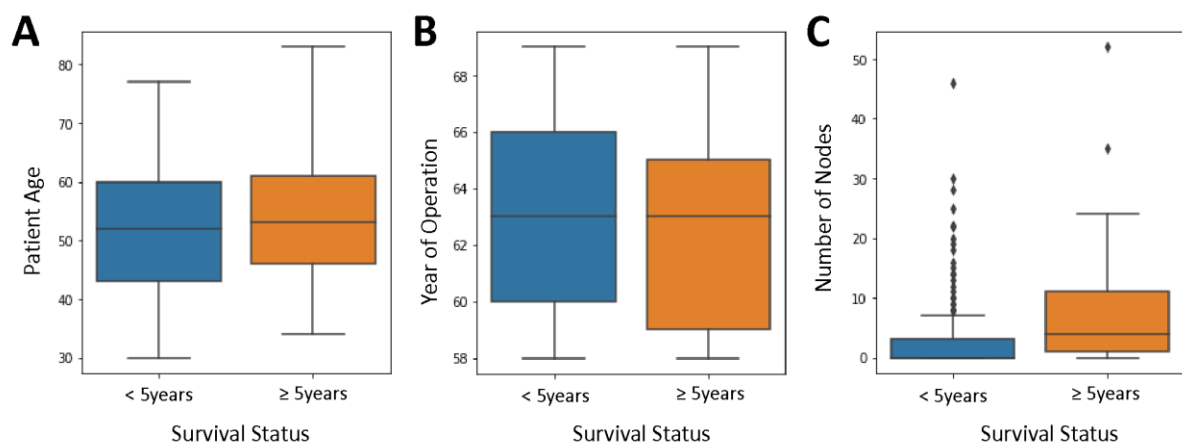 A
Patient Age
80
70
60
50
40
30
< 5years
≥ 5years
Survival Status
B
Year of Operation
68
66
64
62
60
58
< 5years
≥ 5years
Survival Status
C
Number of Nodes
50
40
30
20
10
0
< 5years
≥ 5years
Survival Status